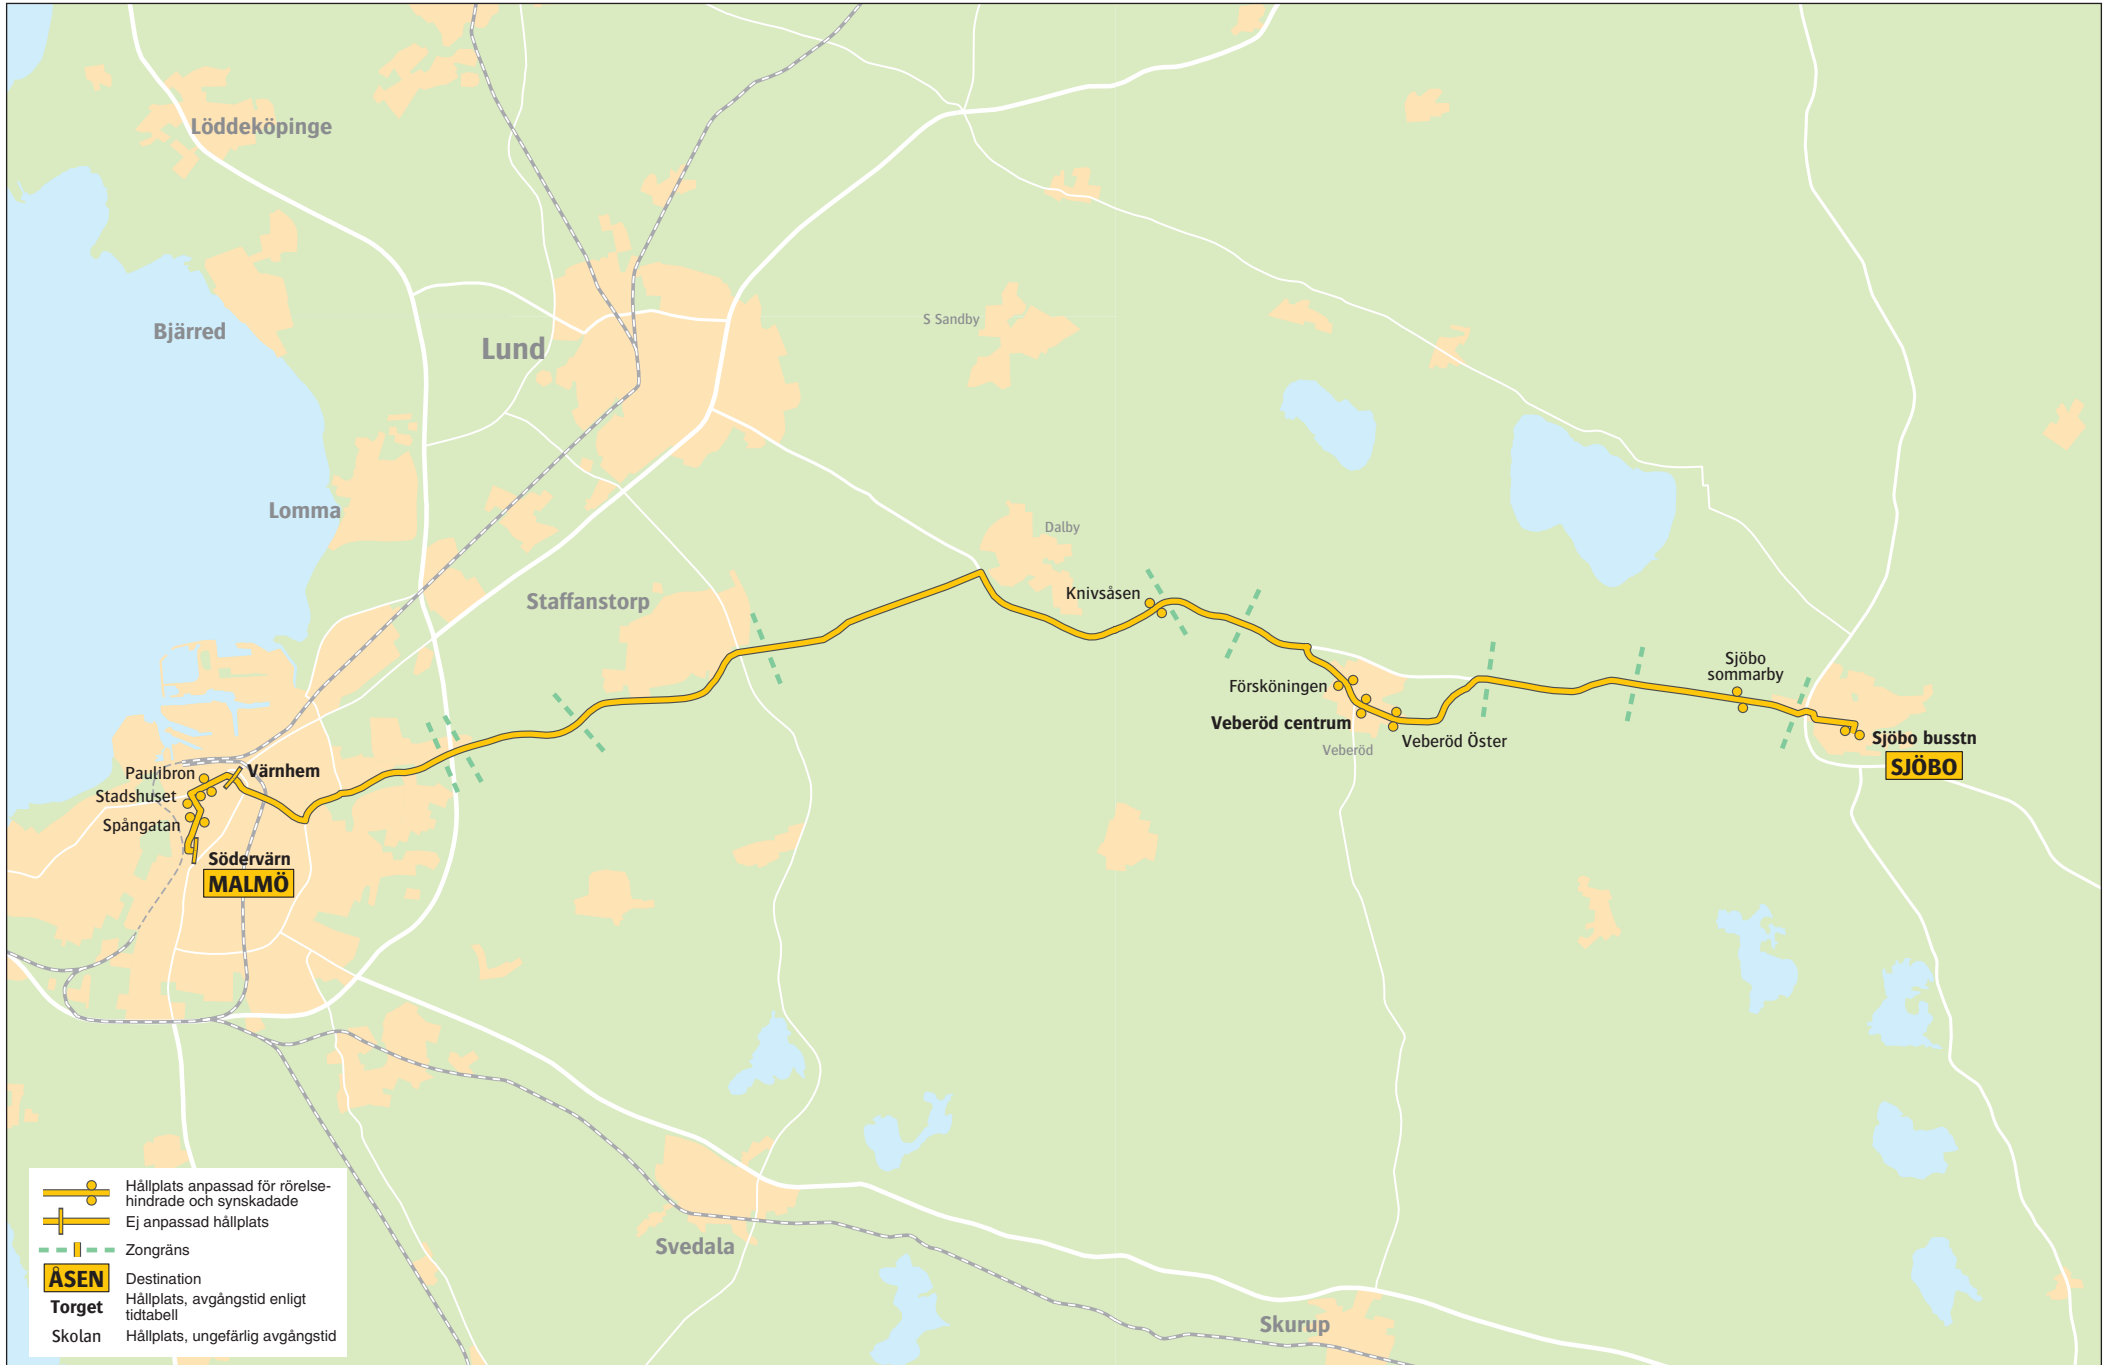 Löddeköpinge
Bjärred
Lund
S Sandby
Lomma
Dalby
Staffanstorp
Knivsåsen
Sjöbo
sommarby
Försköningen
Veberöd centrum
Veberöd Öster
Veberöd
Sjöbo busstn
SJÖBO
Värnhem
Paulibron
Stadshuset
Spångatan
Södervärn
MALMÖ
Svedala
Skurup
Hållplats anpassad för rörelse-
hindrade och synskadade
Ej anpassad hållplats
Zongräns
ÅSEN Destination
Torget Hållplats, avgångstid enligt
tidtabell
Skolan Hållplats, ungefärlig avgångstid